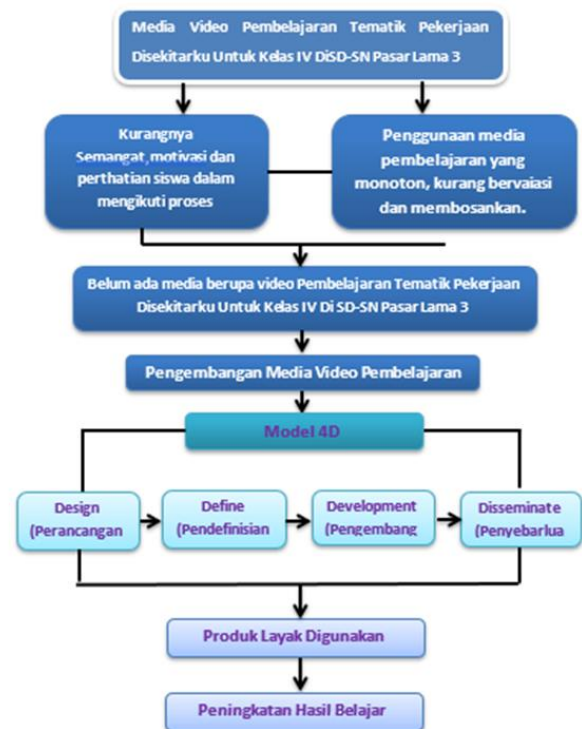 Media Video Pembelajaran Tematik Pekerjaan
Disekitarku Untuk Kelas IV DiSD-SN Pasar Lama 3
Kurangnya
Semangat, motivasi dan
perthatian siswa dalam
mengikuti proses
Penggunaan media
pembelajaran yang
monoton, kurang bervaiasi
dan membosankan.
Belum ada media berupa video Pembelajaran Tematik Pekerjaan
Disekitarku Untuk Kelas IV Di SD-SN Pasar Lama 3
Pengembangan Media Video Pembelajaran
Model 4D
Design
(Perancangan
Define
(Pendefinisian
Development
(Pengembang
Disseminate
(Penyebarlua
Produk Layak Digunakan
Peningkatan Hasil Belajar